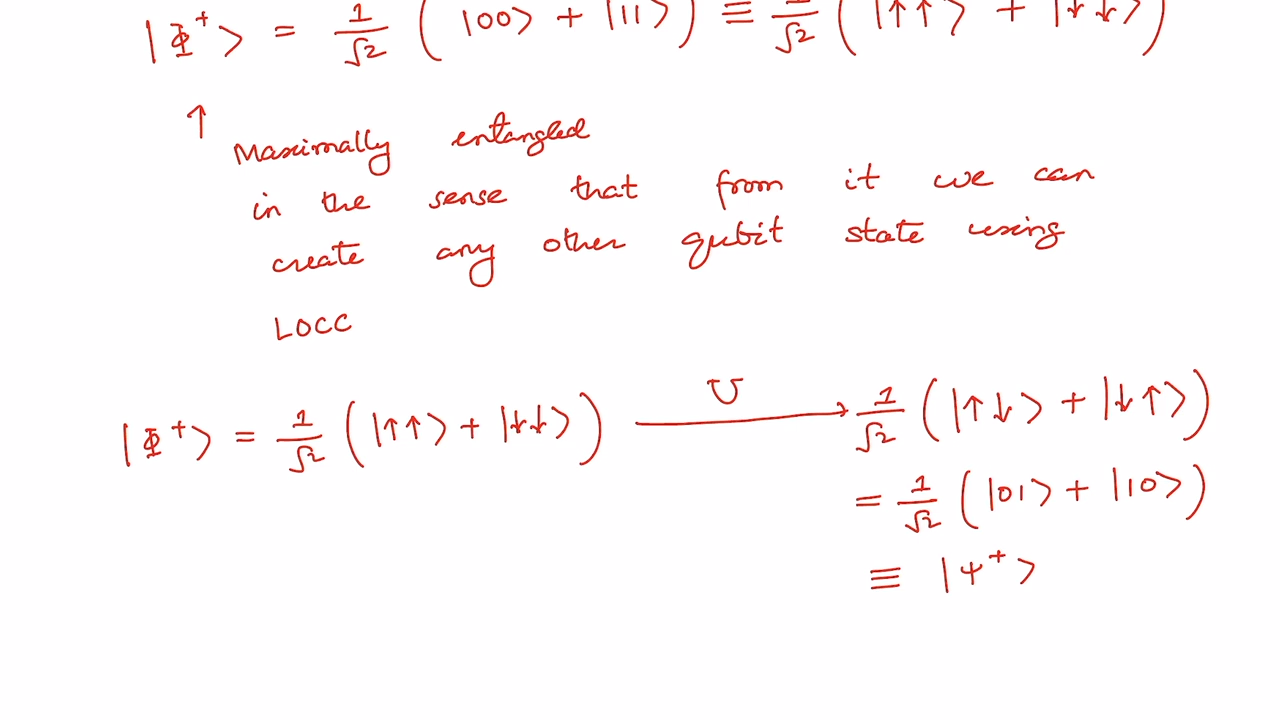 |Φ⁺⟩ = 1/√2 ( |00⟩ + |11⟩ ) ≡ 1/√2 ( |↑↑⟩ + |↓↓⟩ )
↑
Maximally entangled
in the sense that from it we can
create any other qubit state using
LOCC
|Φ⁺⟩ = 1/√2 ( |↑↑⟩ + |↓↓⟩ ) U → 1/√2 ( |↑↓⟩ + |↓↑⟩ )
= 1/√2 ( |01⟩ + |10⟩ )
≡ |Ψ⁺⟩